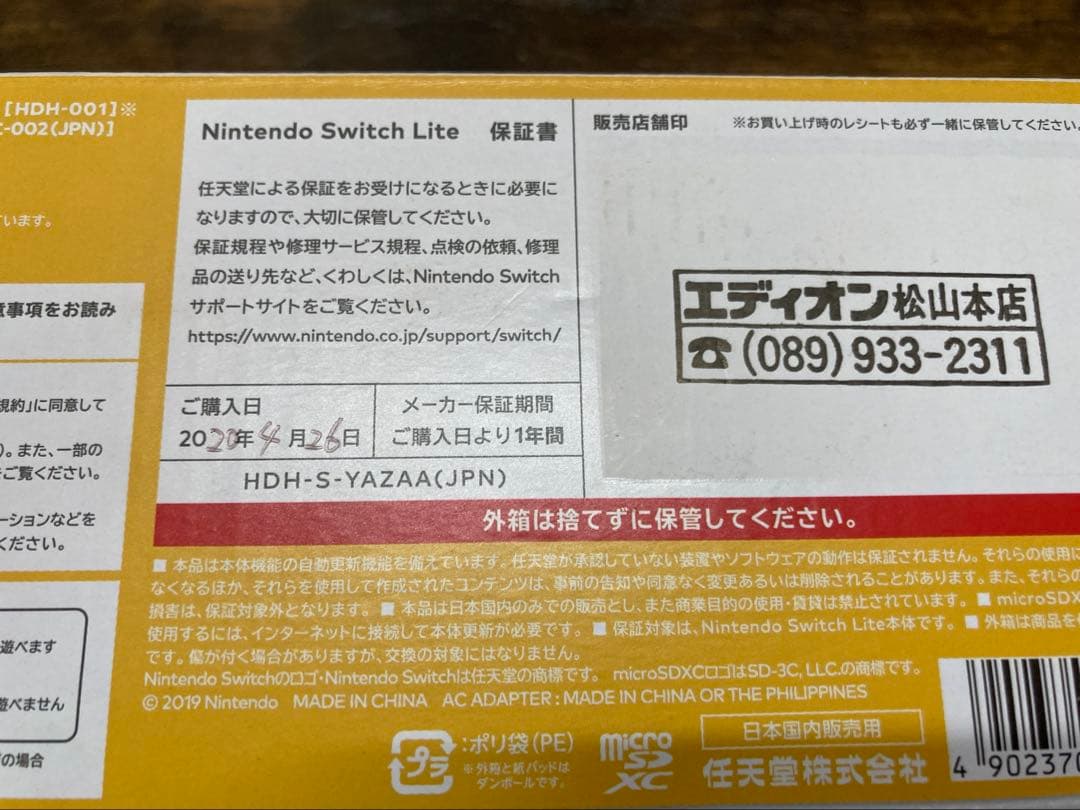 [HDH-001]※
-002(JPN)]
ています。
意事項をお読み
規約」に同意して
)。また、一部の
ご覧ください。
ーションなどを
ください。
遊べます
遊べません
の場合
Nintendo Switch Lite 保証書
任天堂による保証をお受けになるときに必要に
なりますので、大切に保管してください。
保証規程や修理サービス規程、点検の依頼、修理
品の送り先など、くわしくは、Nintendo Switch
サポートサイトをご覧ください。
https://www.nintendo.co.jp/support/switch/
ご購入日
2020年4月26日
メーカー保証期間
ご購入日より1年間
HDH-S-YAZAA(JPN)
販売店舗印 ※お買い上げ時のレシートも必ず一緒に保管してください。
エディオン松山本店
☎(089)933-2311
外箱は捨てずに保管してください。
■ 本品は本体機能の自動更新機能を備えています。任天堂が承認していない装置やソフトウェアの動作は保証されません。それらの使用に
なくなるほか、それらを使用して作成されたコンテンツは、事前の告知や同意なく変更あるいは削除されることがあります。また、それらの
損害は、保証対象外となります。 ■ 本品は日本国内のみでの販売とし、また商業目的の使用・賃貸は禁止されています。 ■ microSDX
使用するには、インターネットに接続して本体更新が必要です。 ■ 保証対象は、Nintendo Switch Lite本体です。 ■ 外箱は商品を
です。傷が付く場合がありますが、交換の対象にはなりません。
Nintendo Switchのロゴ・Nintendo Switchは任天堂の商標です。 microSDXCロゴはSD-3C, LLC.の商標です。
© 2019 Nintendo MADE IN CHINA AC ADAPTER : MADE IN CHINA OR THE PHILIPPINES
プラ
:ポリ袋(PE)
※外箱と紙パッドは
ダンボールです。
micro
SD
XC
日本国内販売用
任天堂株式会社
4 902370